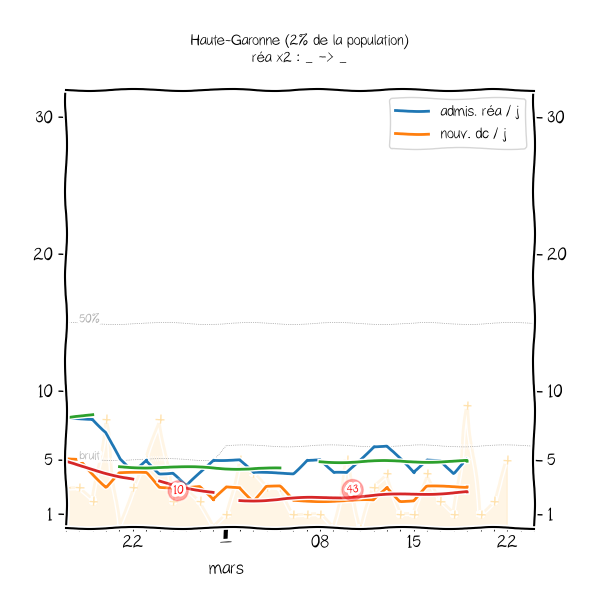 Haute-Garonne (2% de la population)
réa x2 : _ -> _
admis. réa / j
nouv. dc / j
30
30
20
20
50%
10
10
bruit
5
5
10
43
1
1
22
08
15
22
mars